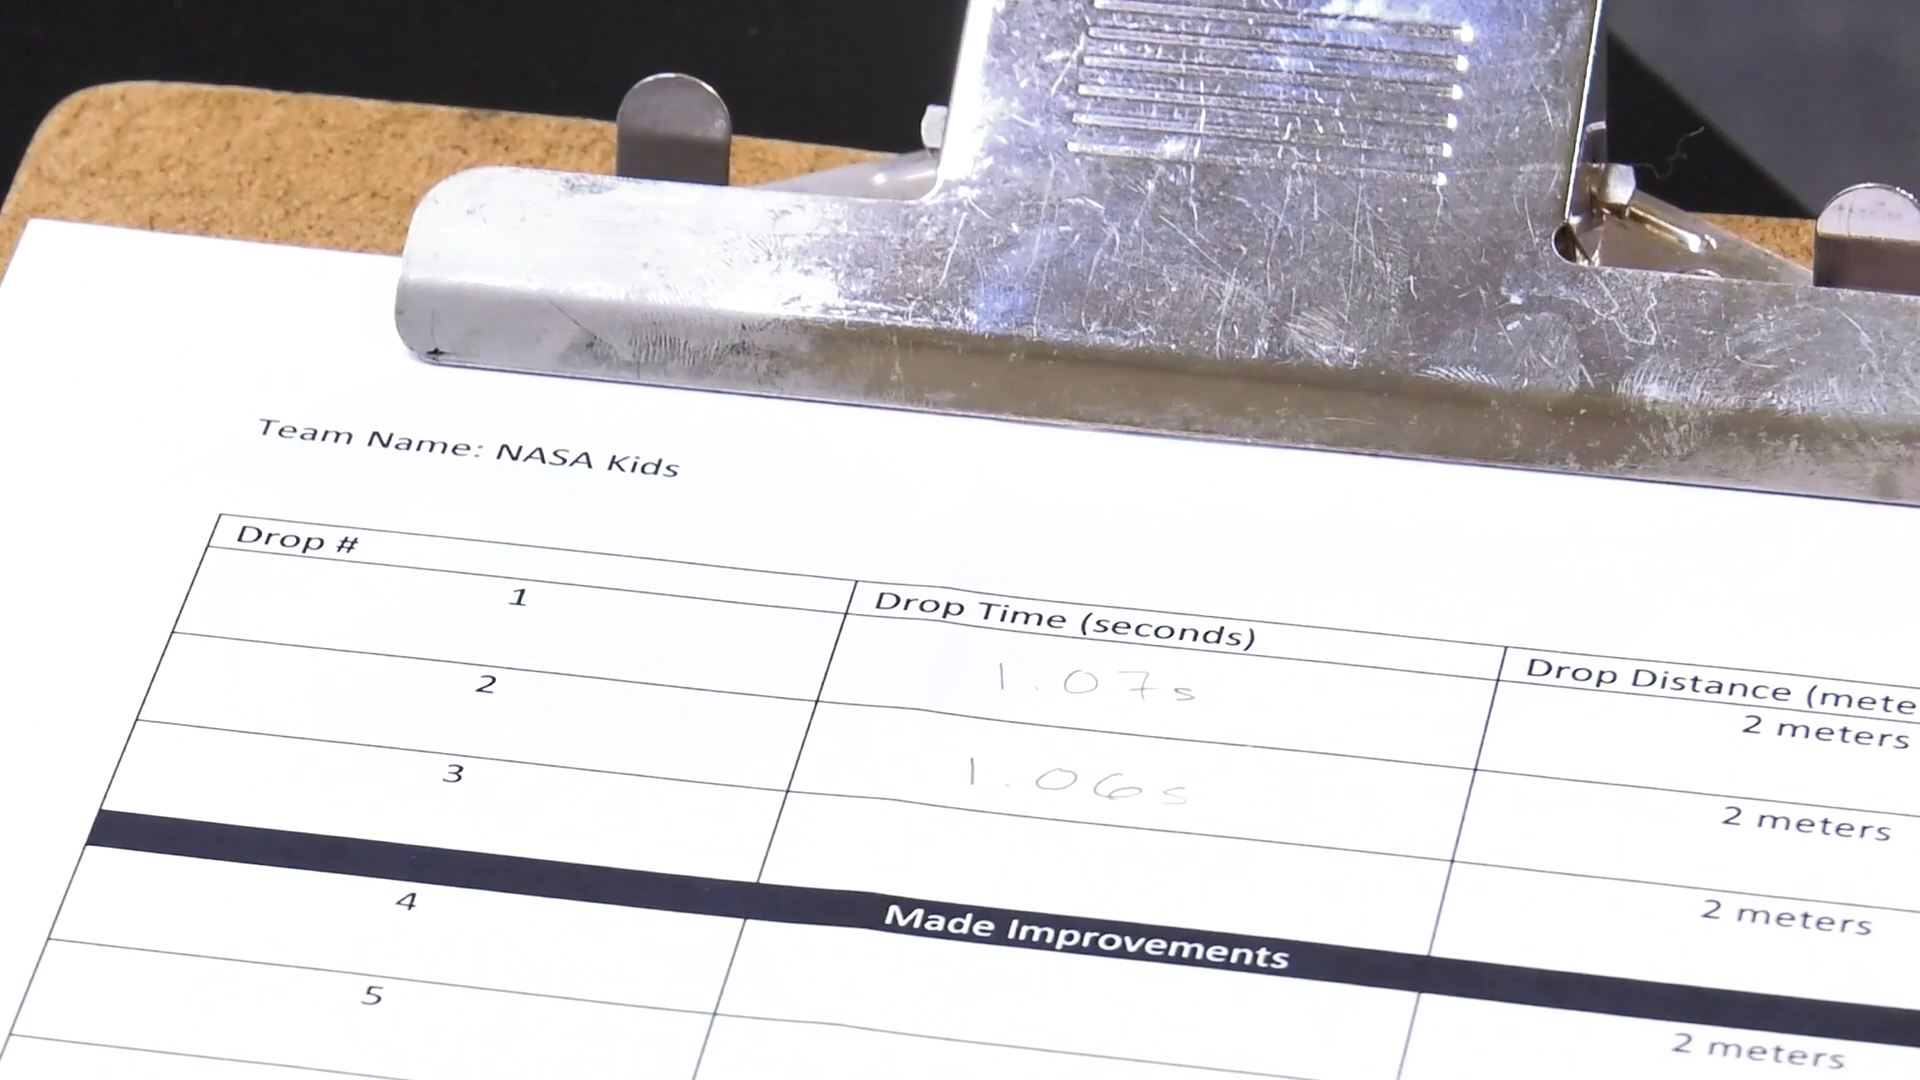 Team Name: NASA Kids
Drop # Drop Time (seconds) Drop Distance (mete
1 1.07s 2 meters
2 1.06s 2 meters
3 2 meters
Made Improvements
4 2 meters
5